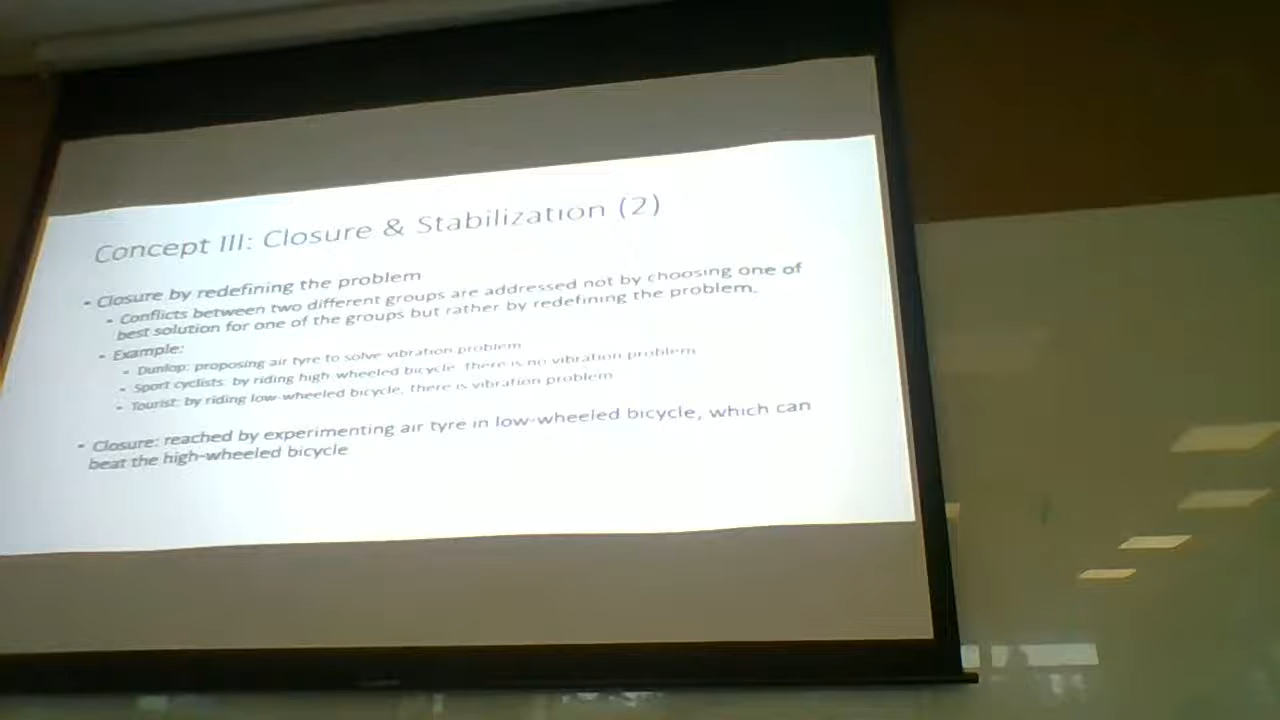 Concept III: Closure & Stabilization (2)
• Closure by redefining the problem
• Conflicts between two different groups are addressed not by choosing one of
best solution for one of the groups but rather by redefining the problem.
• Example:
• Dunlop: proposing air tyre to solve vibration problem
• Sport cyclists: by riding high-wheeled bicycle, there is no vibration problem
• Tourist: by riding low-wheeled bicycle, there is vibration problem
• Closure: reached by experimenting air tyre in low-wheeled bicycle, which can
beat the high-wheeled bicycle